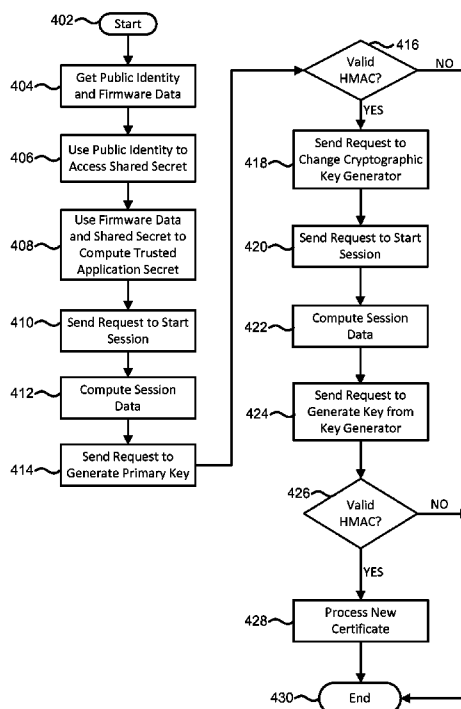 402
Start
404
Get Public Identity
and Firmware Data
406
Use Public Identity to
Access Shared Secret
408
Use Firmware Data
and Shared Secret to
Compute Trusted
Application Secret
410
Send Request to Start
Session
412
Compute Session
Data
414
Send Request to
Generate Primary Key
416
Valid
HMAC?
NO
YES
418
Send Request to
Change Cryptographic
Key Generator
420
Send Request to Start
Session
422
Compute Session
Data
424
Send Request to
Generate Key from
Key Generator
426
Valid
HMAC?
NO
YES
428
Process New
Certificate
430
End